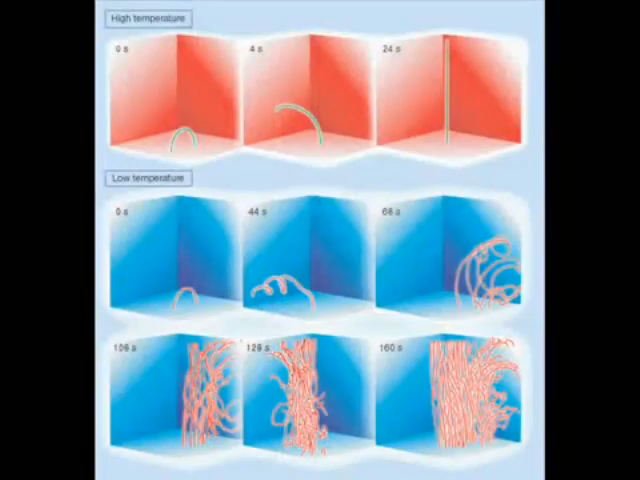 High temperature
0 s
4 s
24 s
Low temperature
0 s
44 s
68 s
106 s
128 s
160 s